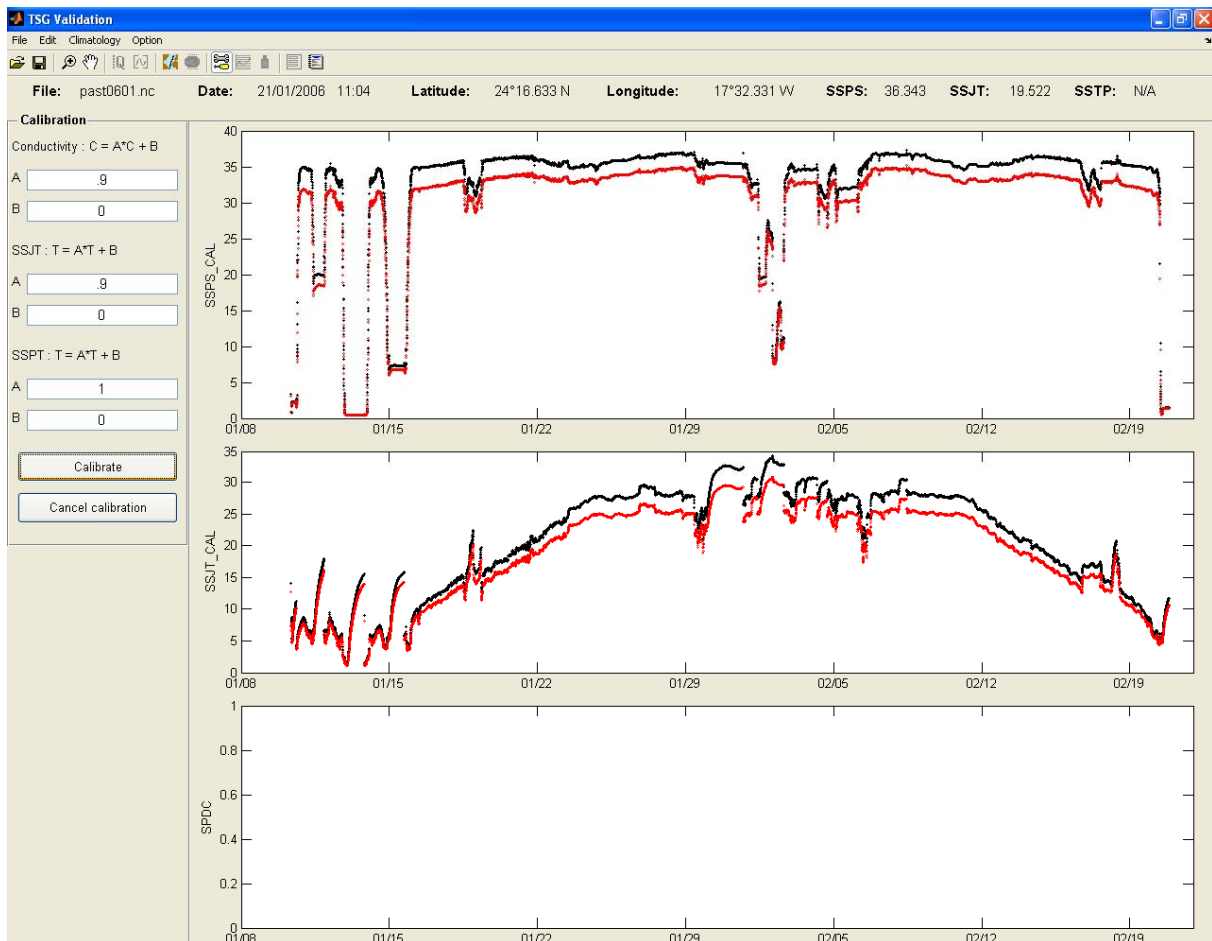 TSG Validation
File Edit Climatology Option
File: past0601.nc Date: 21/01/2006 11:04 Latitude: 24°16.633 N Longitude: 17°32.331 W SSPS: 36.343 SSJT: 19.522 SSTP: N/A
Calibration
Conductivity : C = A*C + B
A .9
B 0
SSJT : T = A*T + B
A .9
B 0
SSPT : T = A*T + B
A 1
B 0
Calibrate
Cancel calibration
SSPS_CAL
40
35
30
25
20
15
10
5
0
01/08 01/15 01/22 01/29 02/05 02/12 02/19
SSJT_CAL
35
30
25
20
15
10
5
0
01/08 01/15 01/22 01/29 02/05 02/12 02/19
SPDC
1
0.8
0.6
0.4
0.2
0
01/08 01/15 01/22 01/29 02/05 02/12 02/19